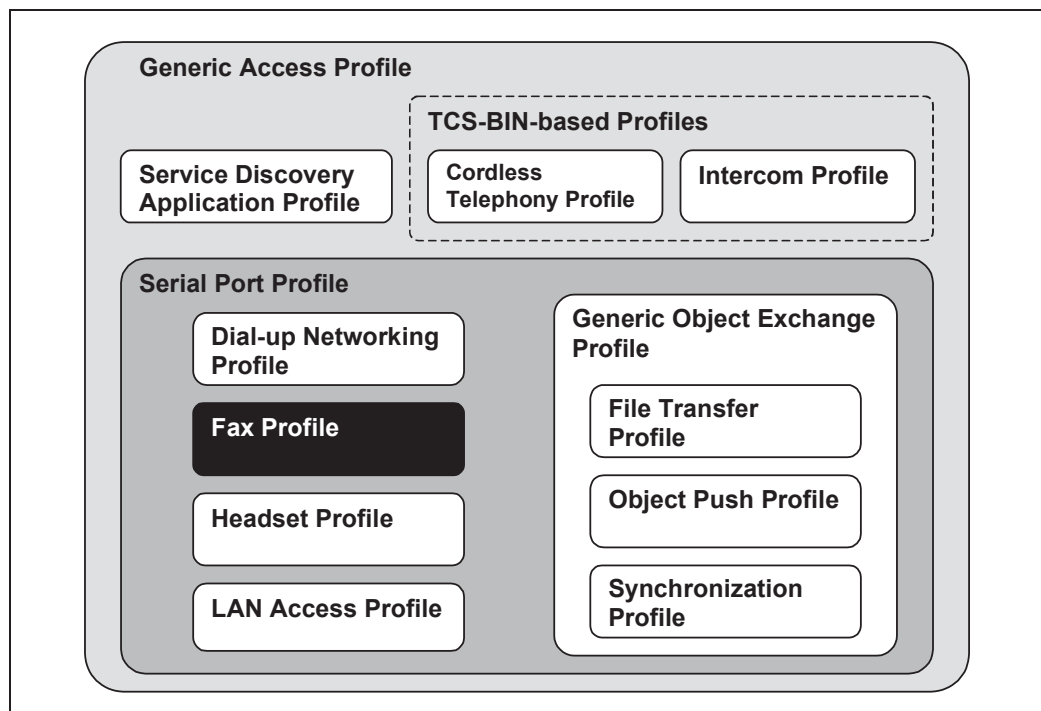 Generic Access Profile
TCS-BIN-based Profiles
Service Discovery
Application Profile
Cordless
Telephony Profile
Intercom Profile
Serial Port Profile
Dial-up Networking
Profile
Fax Profile
Headset Profile
LAN Access Profile
Generic Object Exchange
Profile
File Transfer
Profile
Object Push Profile
Synchronization
Profile